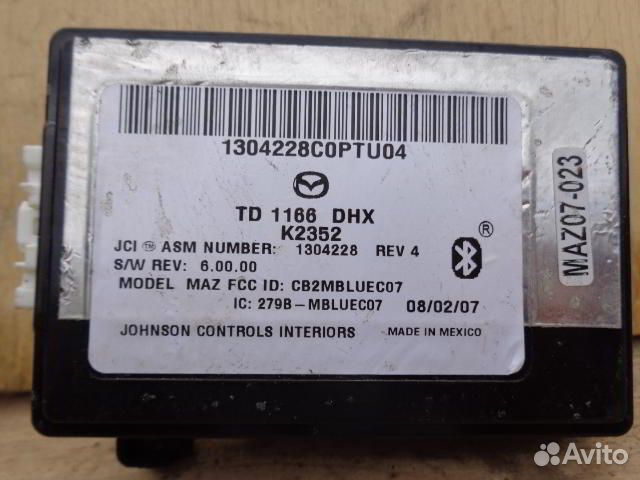 1304228C0PTU04
TD 1166 DHX
K2352
JCI TM ASM NUMBER: 1304228 REV 4
S/W REV: 6.00.00
MODEL MAZ FCC ID: CB2MBLUEC07
IC: 279B-MBLUEC07 08/02/07
JOHNSON CONTROLS INTERIORS MADE IN MEXICO
®
MAZ07-023
Avito